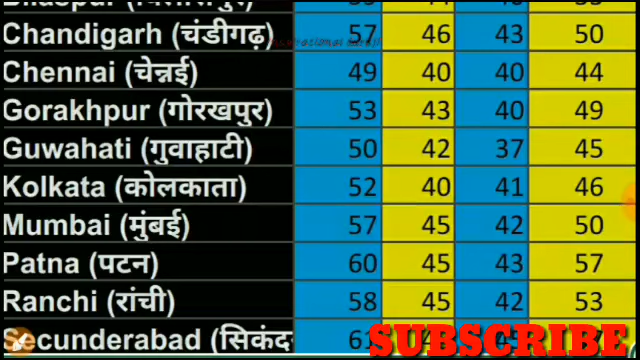 Chandigarh (चंडीगढ़) 57 46 43 50
Chennai (चेन्नई) 49 40 40 44
Gorakhpur (गोरखपुर) 53 43 40 49
Guwahati (गुवाहाटी) 50 42 37 45
Kolkata (कोलकाता) 52 40 41 46
Mumbai (मुंबई) 57 45 42 50
Patna (पटन) 60 45 43 57
Ranchi (रांची) 58 45 42 53
Secunderabad (सिकंद 61
SUBSCRIBE